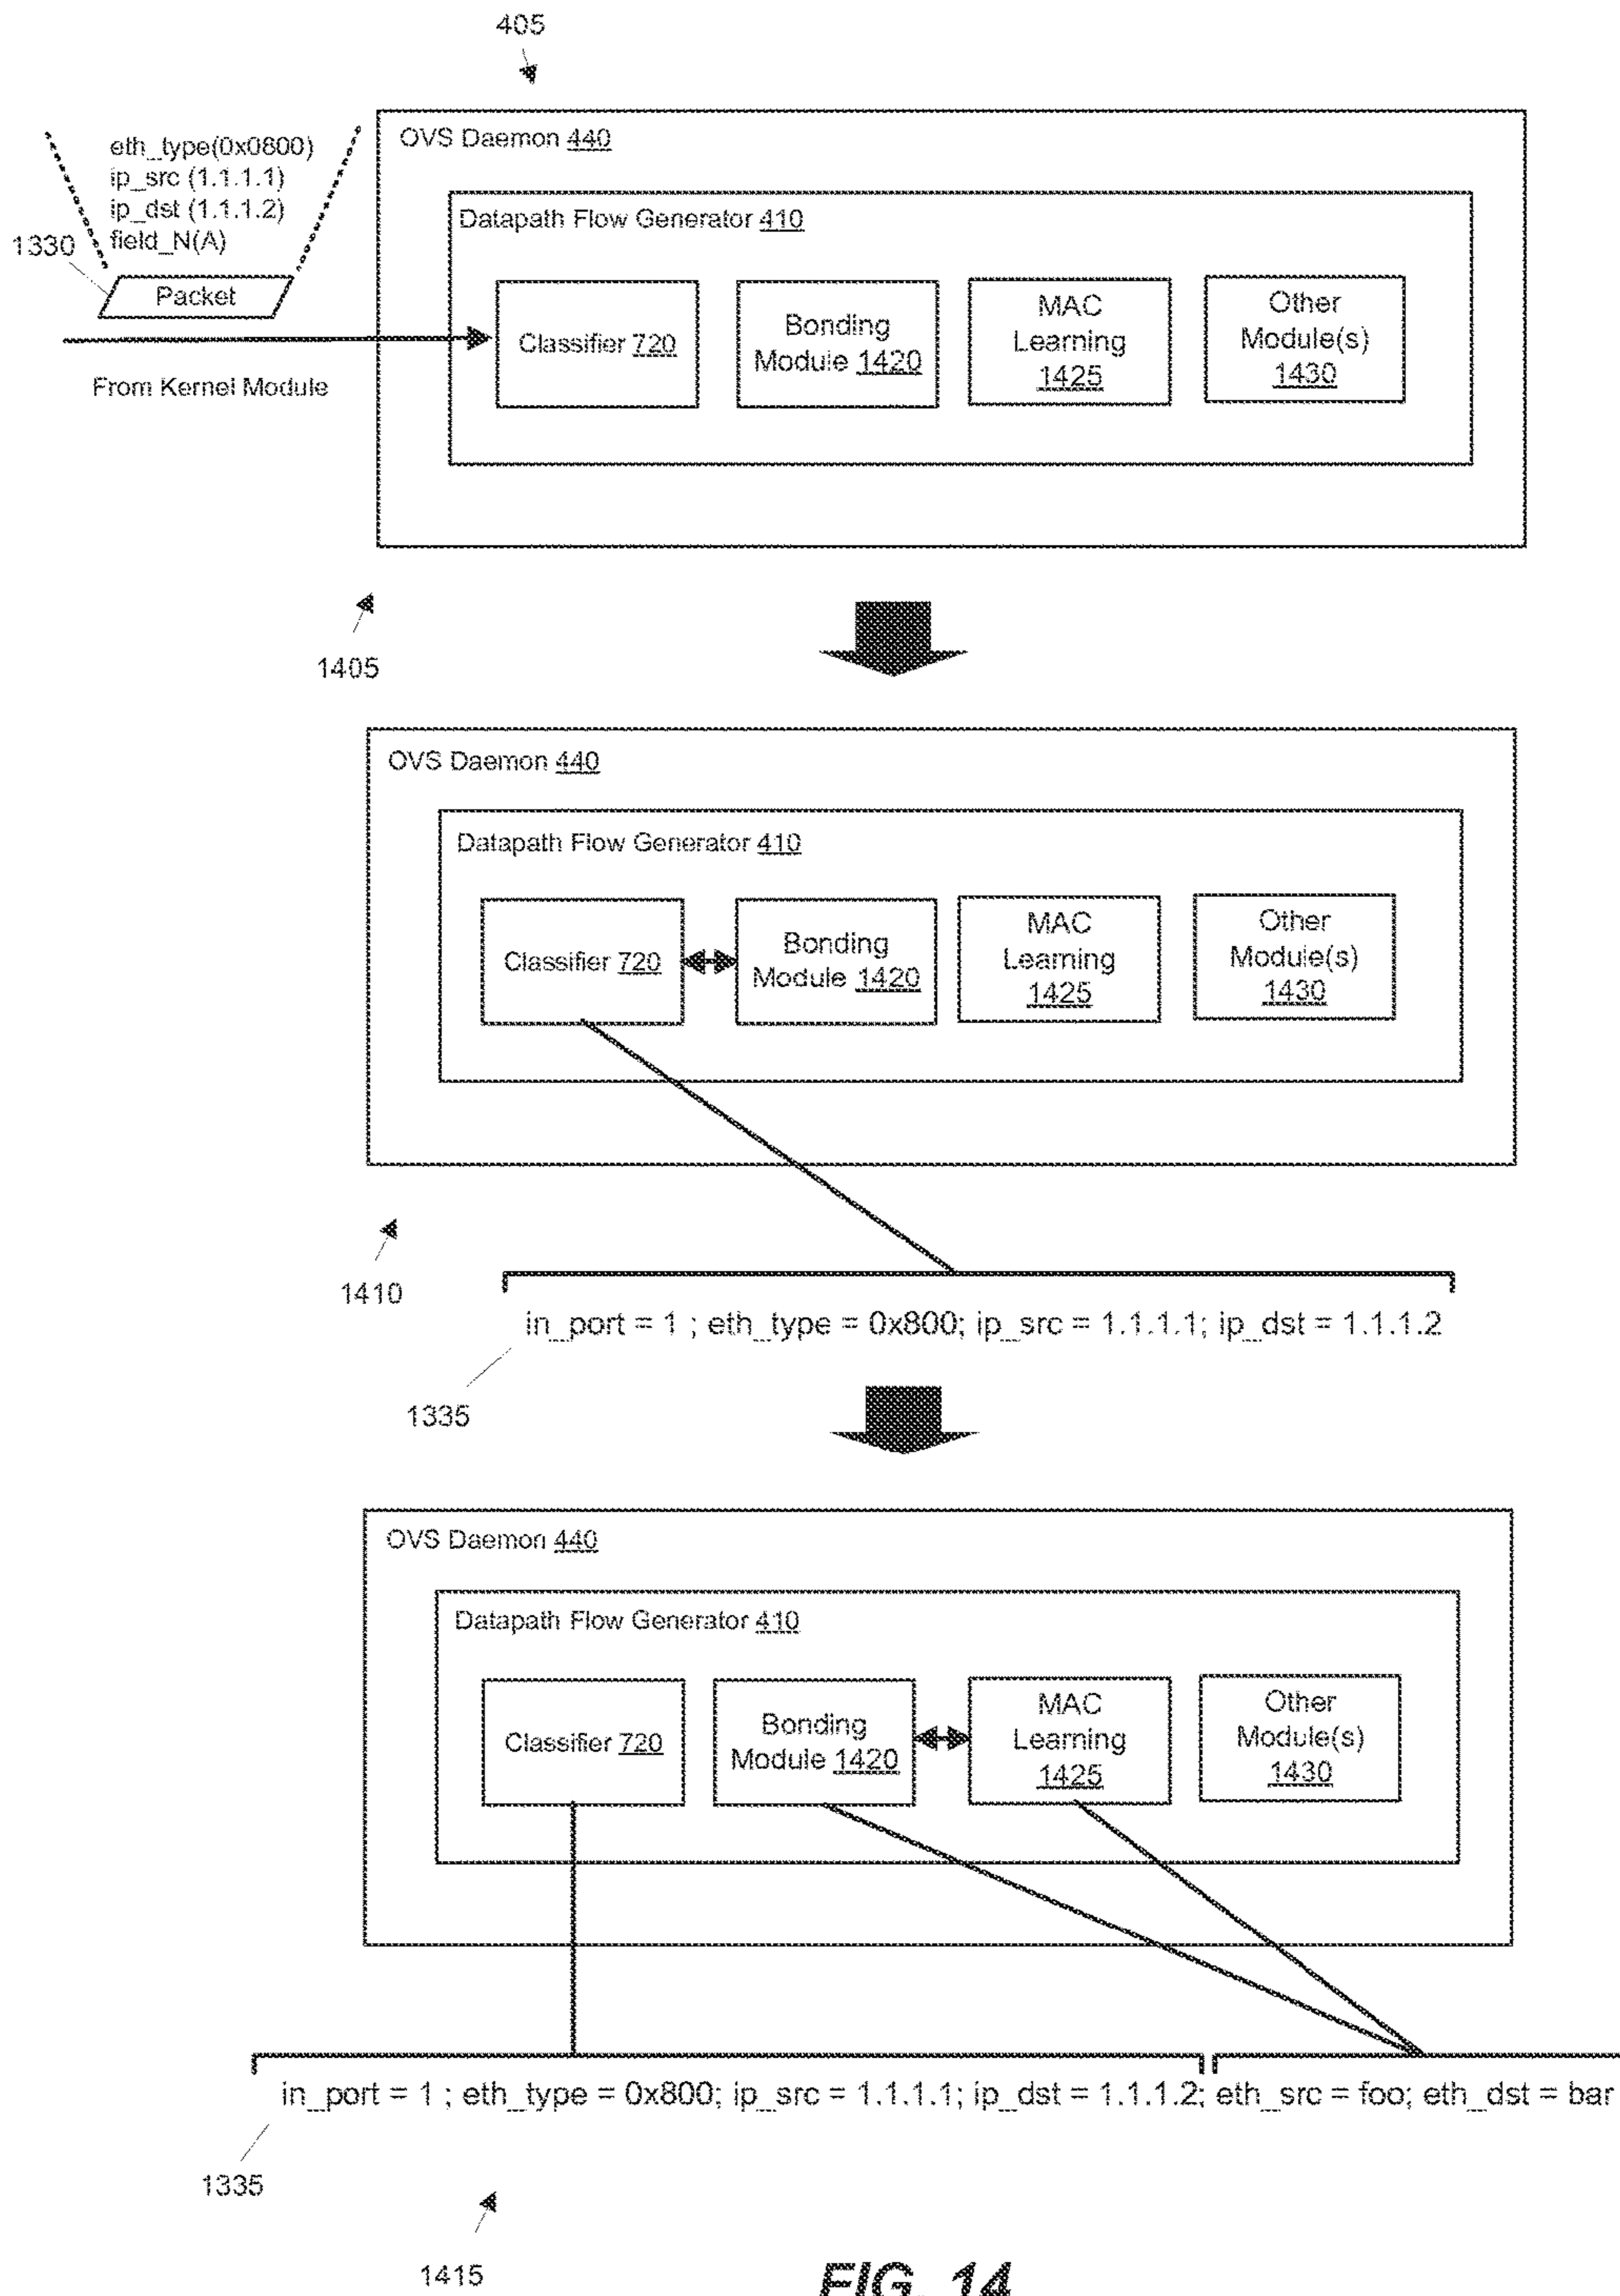 405
OVS Daemon 440
eth_type(0x0800)
ip_src (1.1.1.1)
ip_dst (1.1.1.2)
field_N(A)
1330
Packet
From Kernel Module
Datapath Flow Generator 410
Classifier 720
Bonding
Module 1420
MAC
Learning
1425
Other
Module(s)
1430
1405
OVS Daemon 440
Datapath Flow Generator 410
Classifier 720
Bonding
Module 1420
MAC
Learning
1425
Other
Module(s)
1430
1410
in_port = 1 ; eth_type = 0x800; ip_src = 1.1.1.1; ip_dst = 1.1.1.2
1335
OVS Daemon 440
Datapath Flow Generator 410
Classifier 720
Bonding
Module 1420
MAC
Learning
1425
Other
Module(s)
1430
in_port = 1 ; eth_type = 0x800; ip_src = 1.1.1.1; ip_dst = 1.1.1.2; eth_src = foo; eth_dst = bar
1335
1415
FIG. 14